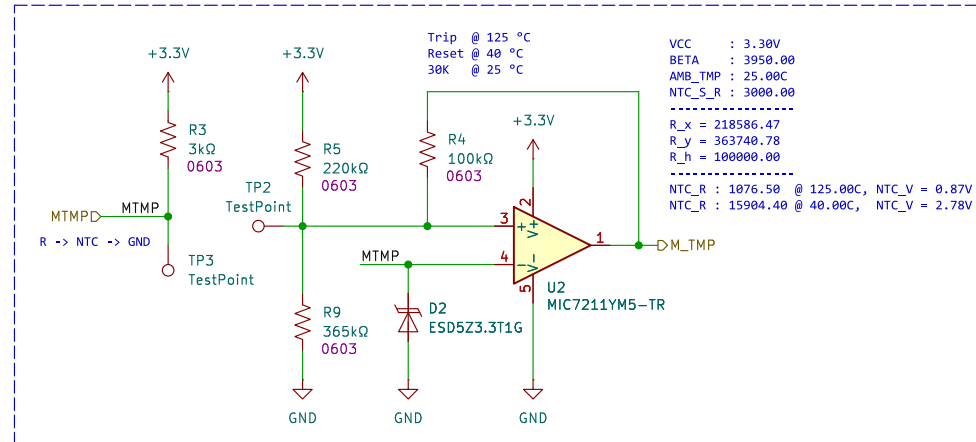 Trip @ 125 °C
Reset @ 40 °C
30K @ 25 °C
VCC : 3.30V
BETA : 3950.00
AMB_TMP : 25.00C
NTC_S_R : 3000.00
-----------------
R_x = 218586.47
R_y = 363740.78
R_h = 100000.00
-----------------
NTC_R : 1076.50 @ 125.00C, NTC_V = 0.87V
NTC_R : 15904.40 @ 40.00C, NTC_V = 2.78V
+3.3V
+3.3V
+3.3V
R3
3kΩ
0603
R5
220kΩ
0603
R4
100kΩ
0603
TP2
TestPoint
MTMP
MTMP
R -> NTC -> GND
TP3
TestPoint
3
2
+
V+
1
M_TMP
MTMP
4
-
V-
5
U2
MIC7211YM5-TR
R9
365kΩ
0603
D2
ESD5Z3.3T1G
GND
GND
GND